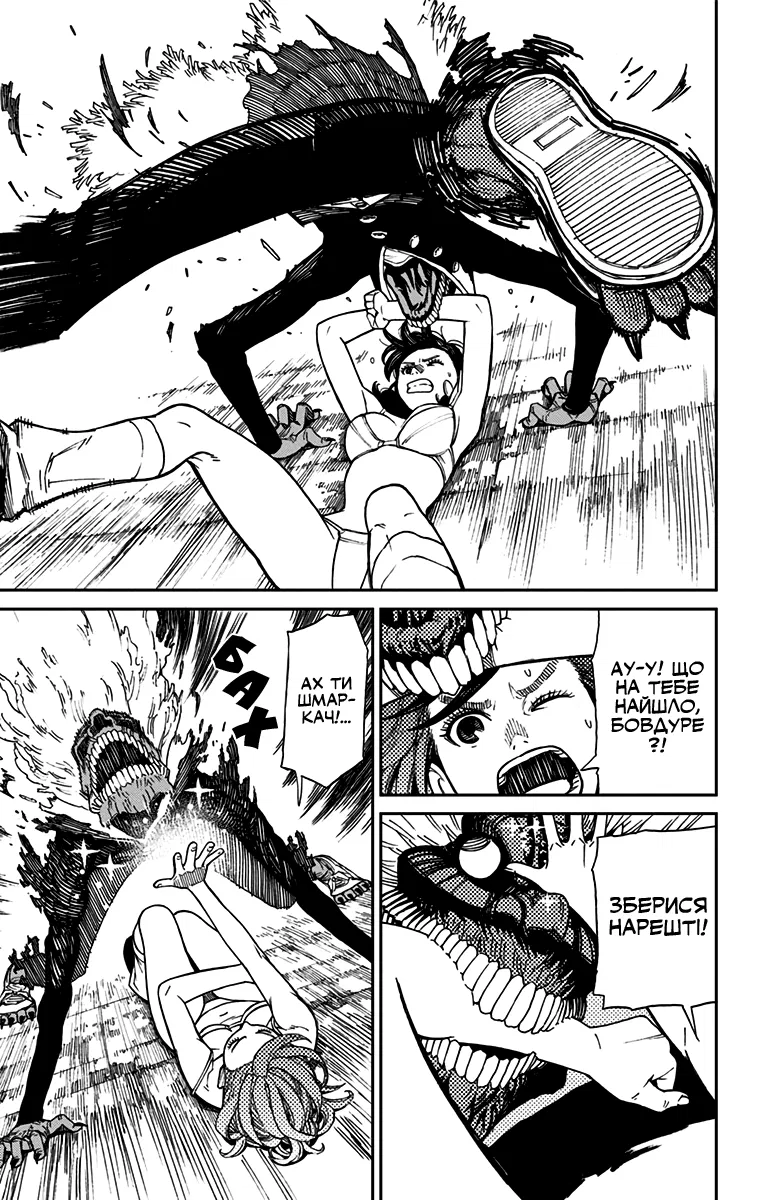 АУ-У! ЩО
НА ТЕБЕ
НАЙШЛО,
БОВДУРЕ
?!
ЗБЕРИСЯ
НАРЕШТІ!
АХ ТИ
ШМАР-
КАЧ!...
БАХ